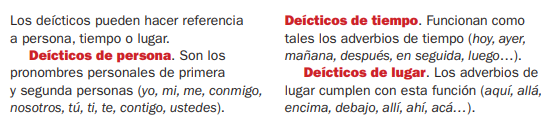 Los deícticos pueden hacer referencia
a persona, tiempo o lugar.
Deícticos de persona. Son los
pronombres personales de primera
y segunda personas (yo, mi, me, conmigo,
nosotros, tú, ti, te, contigo, ustedes).
Deícticos de tiempo. Funcionan como
tales los adverbios de tiempo (hoy, ayer,
mañana, después, en seguida, luego…).
Deícticos de lugar. Los adverbios de
lugar cumplen con esta función (aquí, allá,
encima, debajo, allí, ahí, acá…).